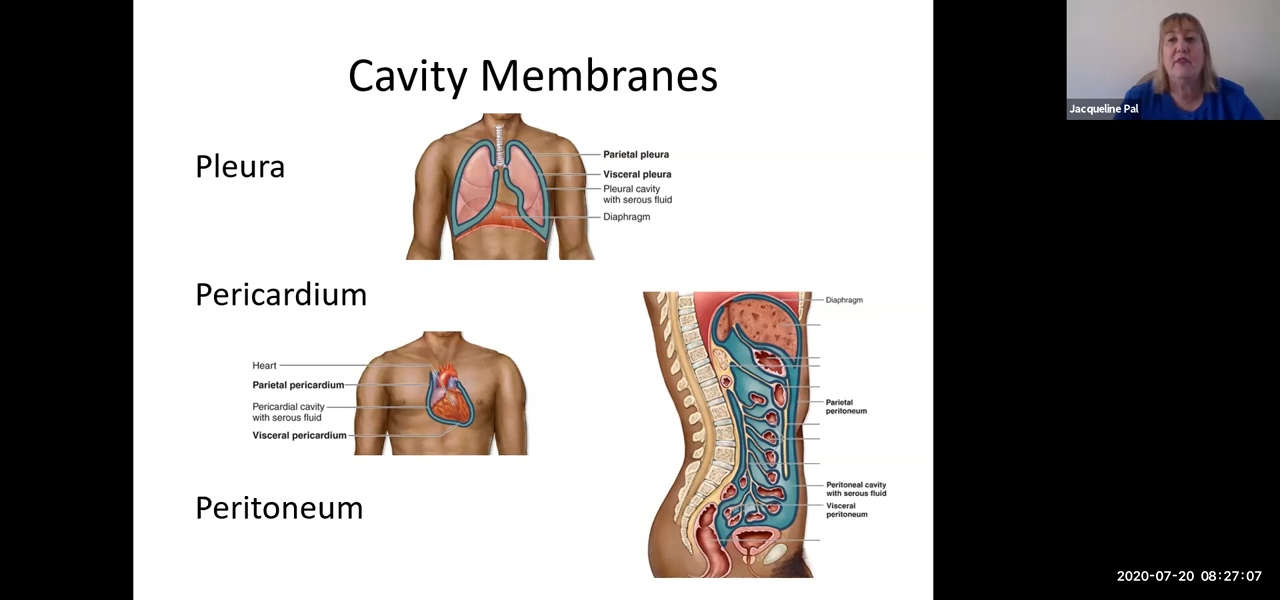 Cavity Membranes
Jacqueline Pal
Pleura
Parietal pleura
Visceral pleura
Pleural cavity
with serous fluid
Diaphragm
Pericardium
Heart
Parietal pericardium
Pericardial cavity
with serous fluid
Visceral pericardium
Diaphragm
Parietal
peritoneum
Peritoneal cavity
with serous fluid
Visceral
peritoneum
Peritoneum
2020-07-20 08:27:07